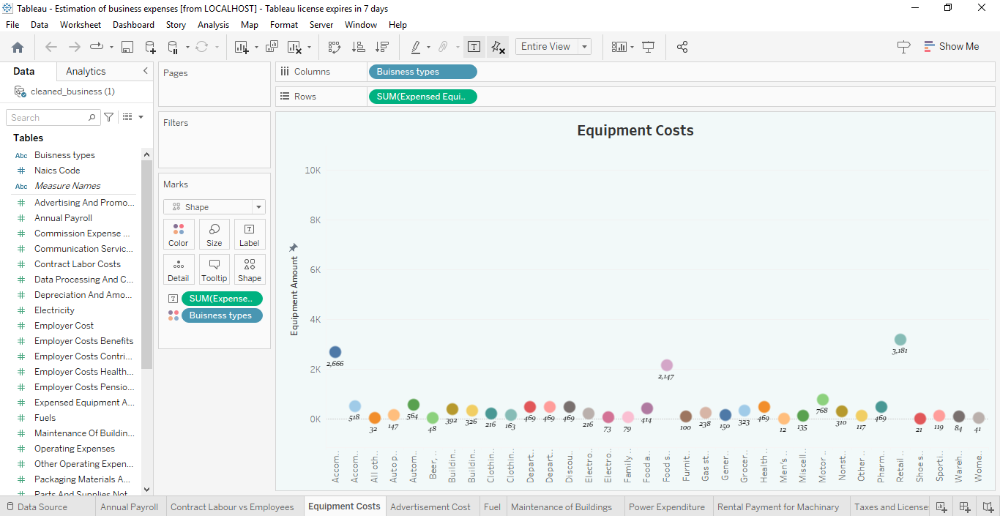 Tableau - Estimation of business expenses [from LOCALHOST] - Tableau license expires in 7 days
File Data Worksheet Dashboard Story Analysis Map Format Server Window Help
Entire View
Show Me
Data Analytics
cleaned_business (1)
Search
Tables
Abc Buisness types
# Naics Code
Abc Measure Names
# Advertising And Promo...
# Annual Payroll
# Commission Expense ...
# Communication Servic...
# Contract Labor Costs
# Data Processing And C...
# Depreciation And Amo...
# Electricity
# Employer Cost
# Employer Costs Benefits
# Employer Costs Contri...
# Employer Costs Health...
# Employer Costs Pensio...
# Expensed Equipment A...
# Fuels
# Maintenance Of Buildin...
# Operating Expenses
# Other Operating Expen...
# Packaging Materials A...
# Parts And Supplies Not
Pages
Filters
Marks
Shape
Color Size Label
Detail Tooltip Shape
SUM(Expense..
Buisness types
Columns Buisness types
Rows SUM(Expensed Equi..
Equipment Costs
Equipment Amount
10K
8K
6K
4K
2K
0K
2,666
518
32
147
564
48
392
326
216
163
469
469
469
216
73
79
414
2,147
100
238
150
323
469
12
135
768
310
117
469
3,181
21
119
84
41
Accom..
Accom..
All oth..
Auto p..
Autom..
Beer, ..
Buildin..
Buildin..
Clothin..
Clothin..
Depart..
Depart..
Discou..
Electro..
Electro..
Family ..
Food a..
Food s..
Furnit..
Gas st..
Gener..
Grocer..
Health ..
Men's ..
Miscell..
Motor ..
Nonst..
Other ..
Pharm..
Retail ..
Shoe s..
Sporti..
Wareh..
Wome..
Data Source Annual Payroll Contract Labour vs Employees Equipment Costs Advertisement Cost Fuel Maintenance of Buildings Power Expenditure Rental Payment for Machinary Taxes and License